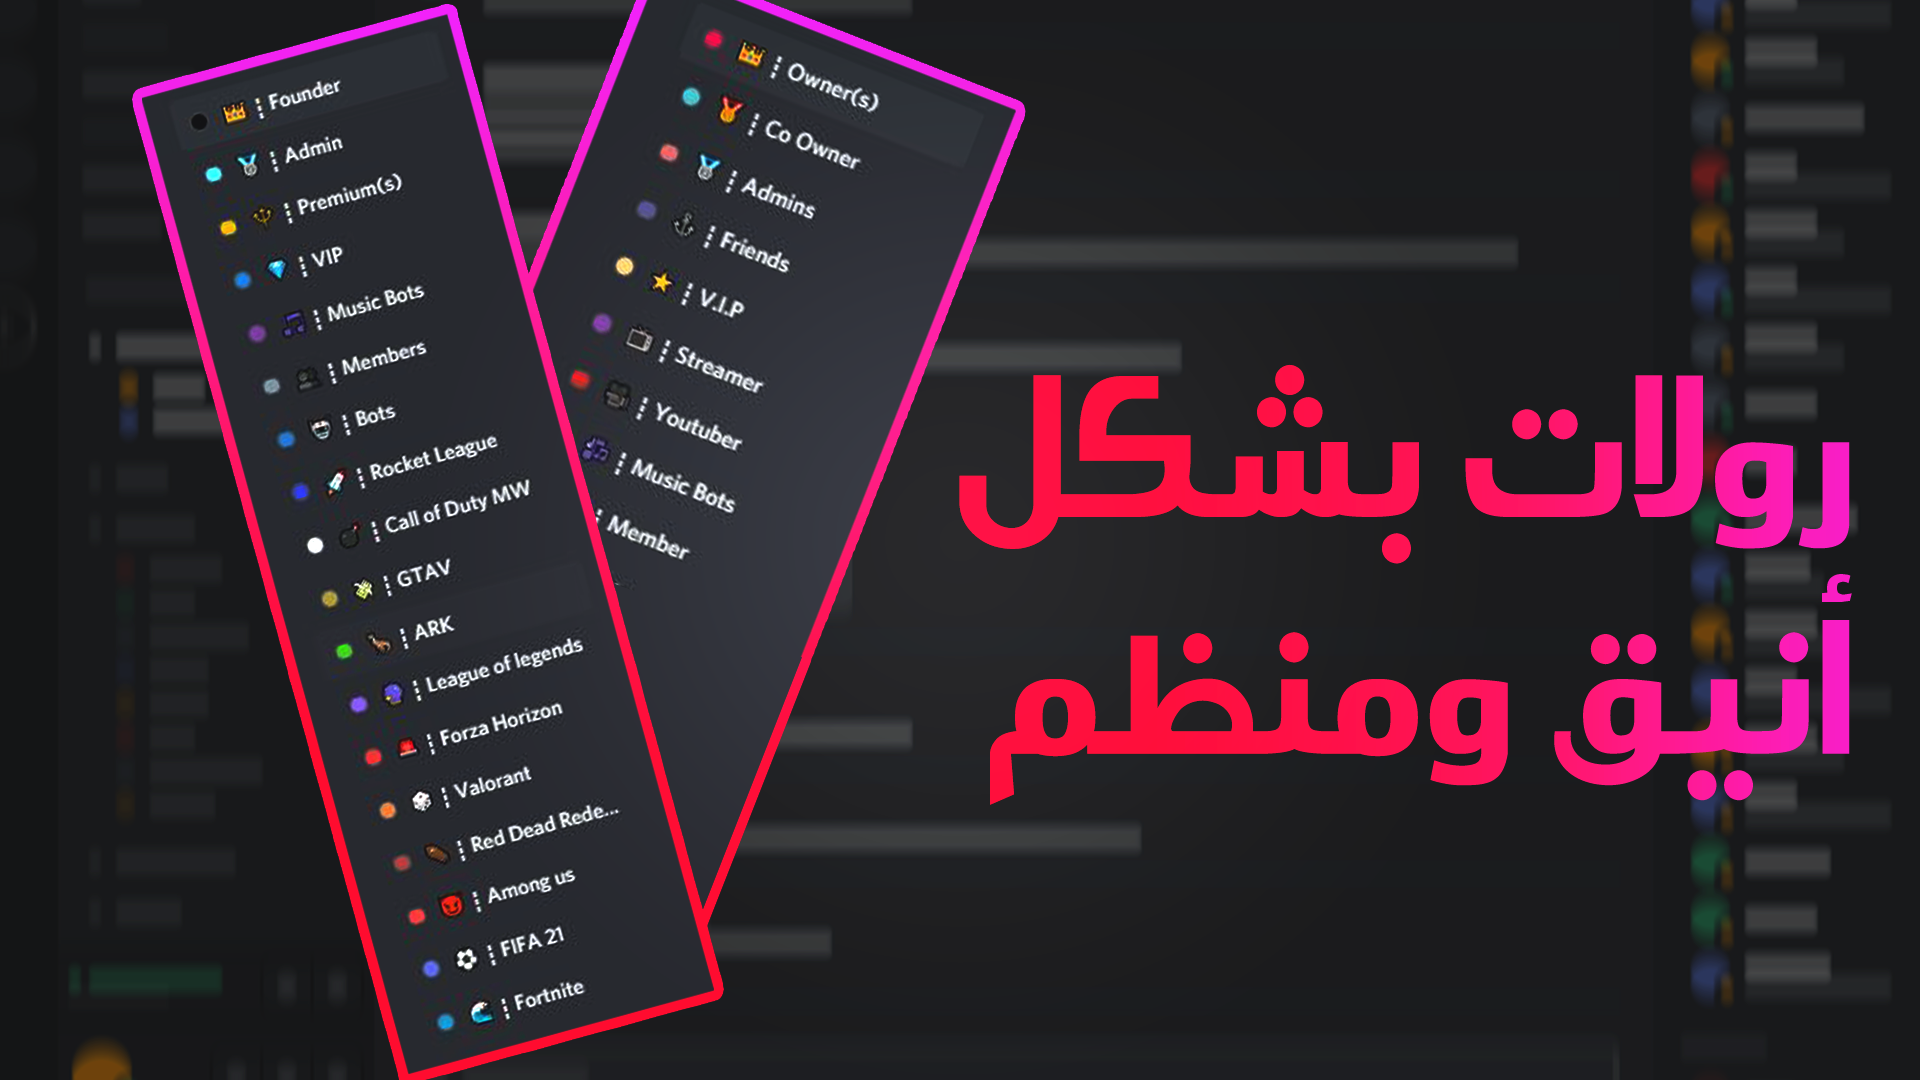 Founder
Admin
Premium(s)
VIP
Music Bots
Members
Bots
Rocket League
Call of Duty MW
GTAV
ARK
League of legends
Forza Horizon
Valorant
Red Dead Rede...
Among us
FIFA 21
Fortnite
Owner(s)
Co Owner
Admins
Friends
V.I.P
Streamer
Youtuber
Music Bots
Member
رولات بشكل
أنيق ومنظم